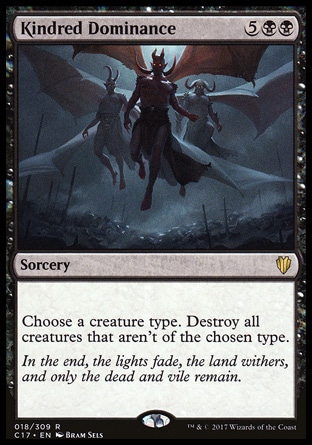 Kindred Dominance 5
Sorcery
Choose a creature type. Destroy all
creatures that aren't of the chosen type.
In the end, the lights fade, the land withers,
and only the dead and vile remain.
018/309 R
C17 • EN Bram Sels
™ & © 2017 Wizards of the Coast